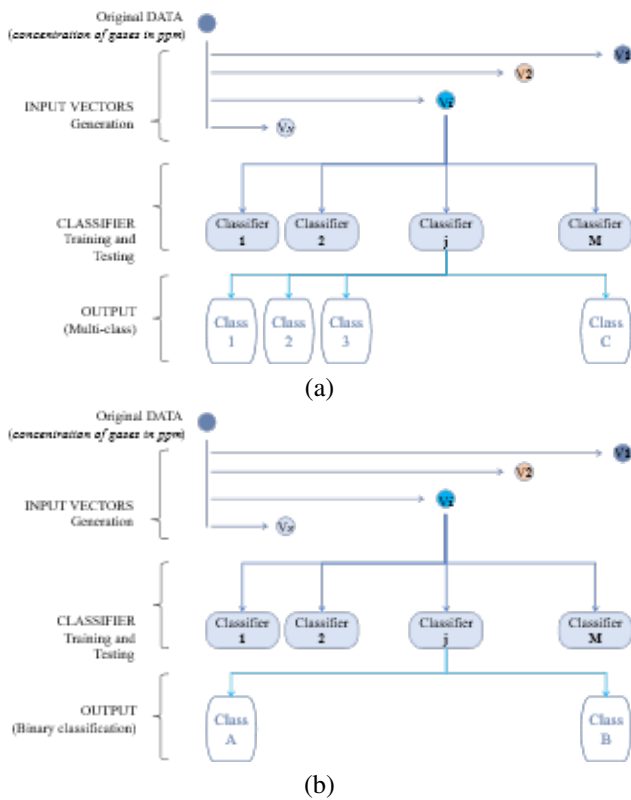 Original DATA
(concentration of gases in ppm)
V1
V2
INPUT VECTORS
Generation
Vi
VN
CLASSIFIER
Training and
Testing
Classifier
1
Classifier
2
Classifier
j
Classifier
M
OUTPUT
(Multi-class)
Class
1
Class
2
Class
3
Class
C
(a)
Original DATA
(concentration of gases in ppm)
V1
V2
INPUT VECTORS
Generation
Vi
VN
CLASSIFIER
Training and
Testing
Classifier
1
Classifier
2
Classifier
j
Classifier
M
OUTPUT
(Binary classification)
Class
A
Class
B
(b)